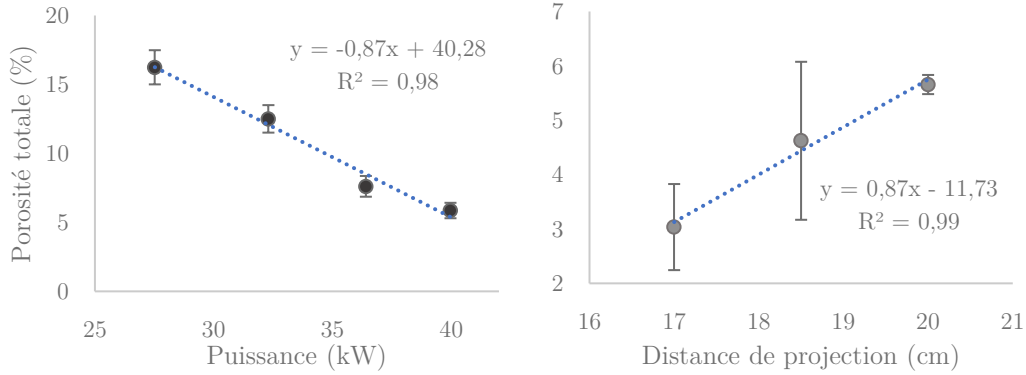 20
15
10
5
0
Porosité totale (%)
y = -0,87x + 40,28
R² = 0,98
25 30 35 40
Puissance (kW)
7
6
5
4
3
2
y = 0,87x - 11,73
R² = 0,99
16 17 18 19 20 21
Distance de projection (cm)